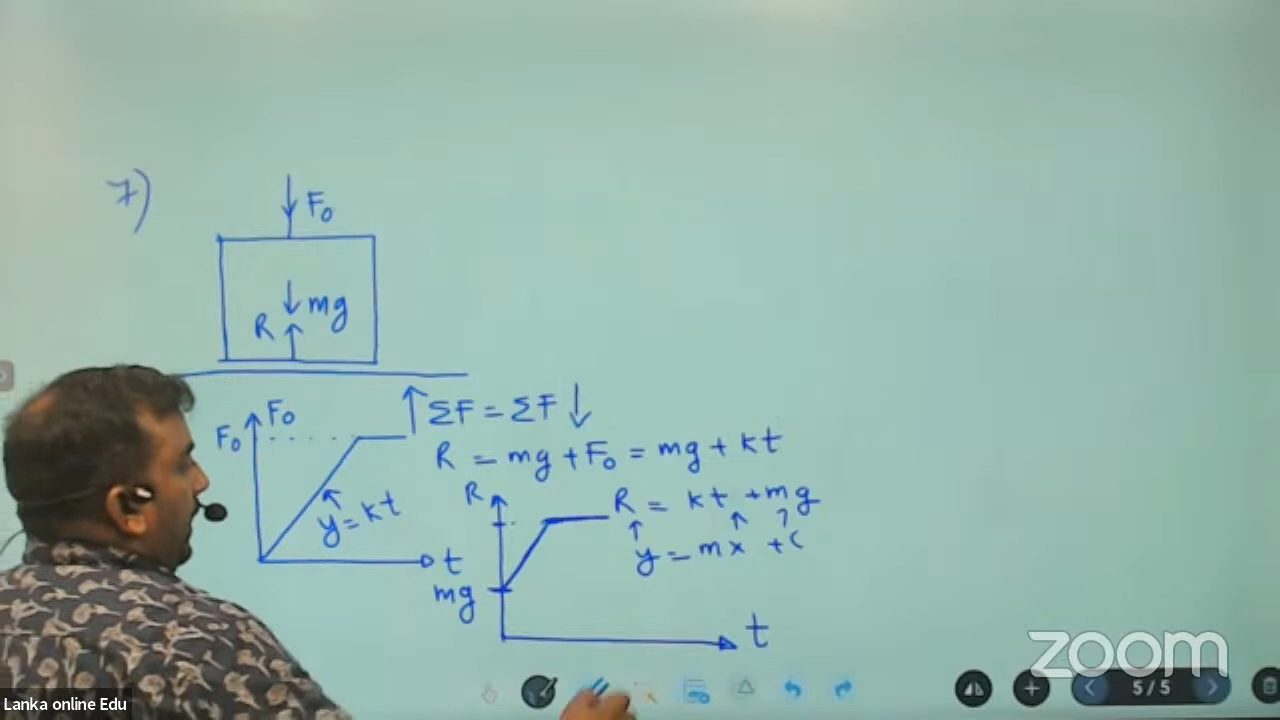 7)
↓ F₀
↓ mg
R ↑
F₀ F₀
↑ ΣF = ΣF ↓
R = mg + F₀ = mg + kt
y = kt
t
R
R = kt + mg
y = mx + c
mg
t
zoom
5/5
Lanka online Edu